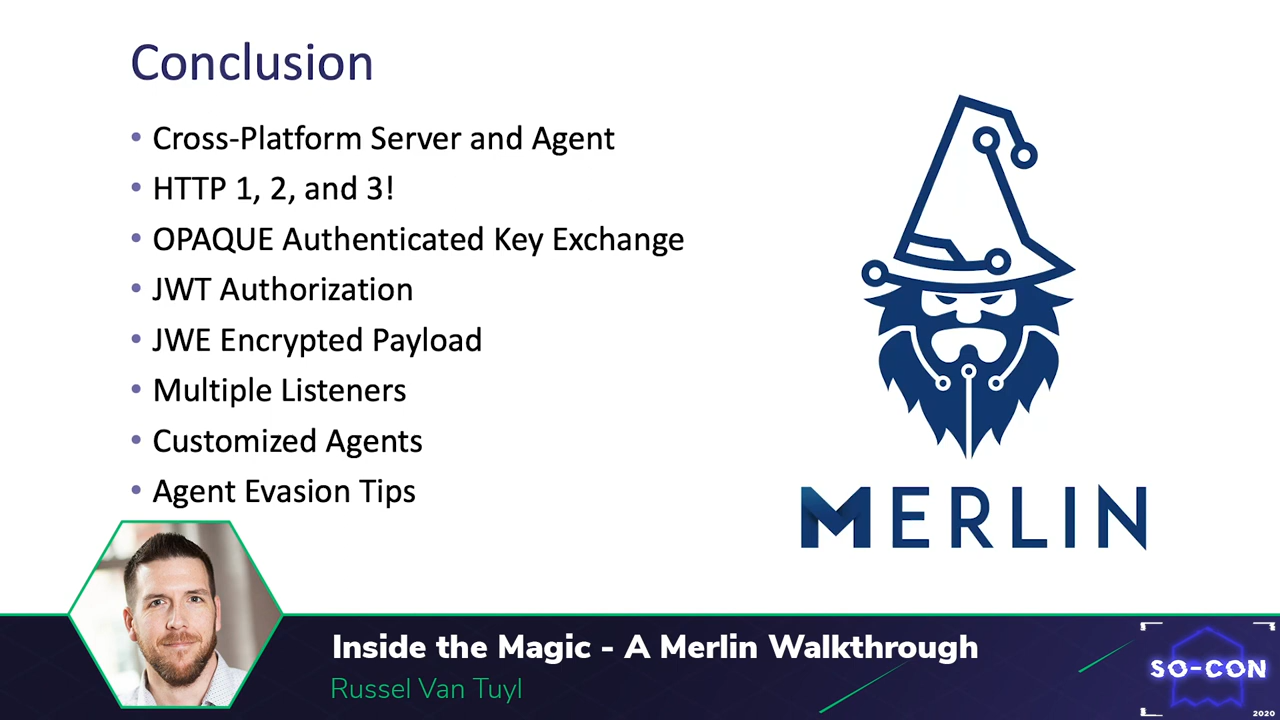 Conclusion
• Cross-Platform Server and Agent
• HTTP 1, 2, and 3!
• OPAQUE Authenticated Key Exchange
• JWT Authorization
• JWE Encrypted Payload
• Multiple Listeners
• Customized Agents
• Agent Evasion Tips
MERLIN
Inside the Magic - A Merlin Walkthrough
Russel Van Tuyl
SO-CON
2020